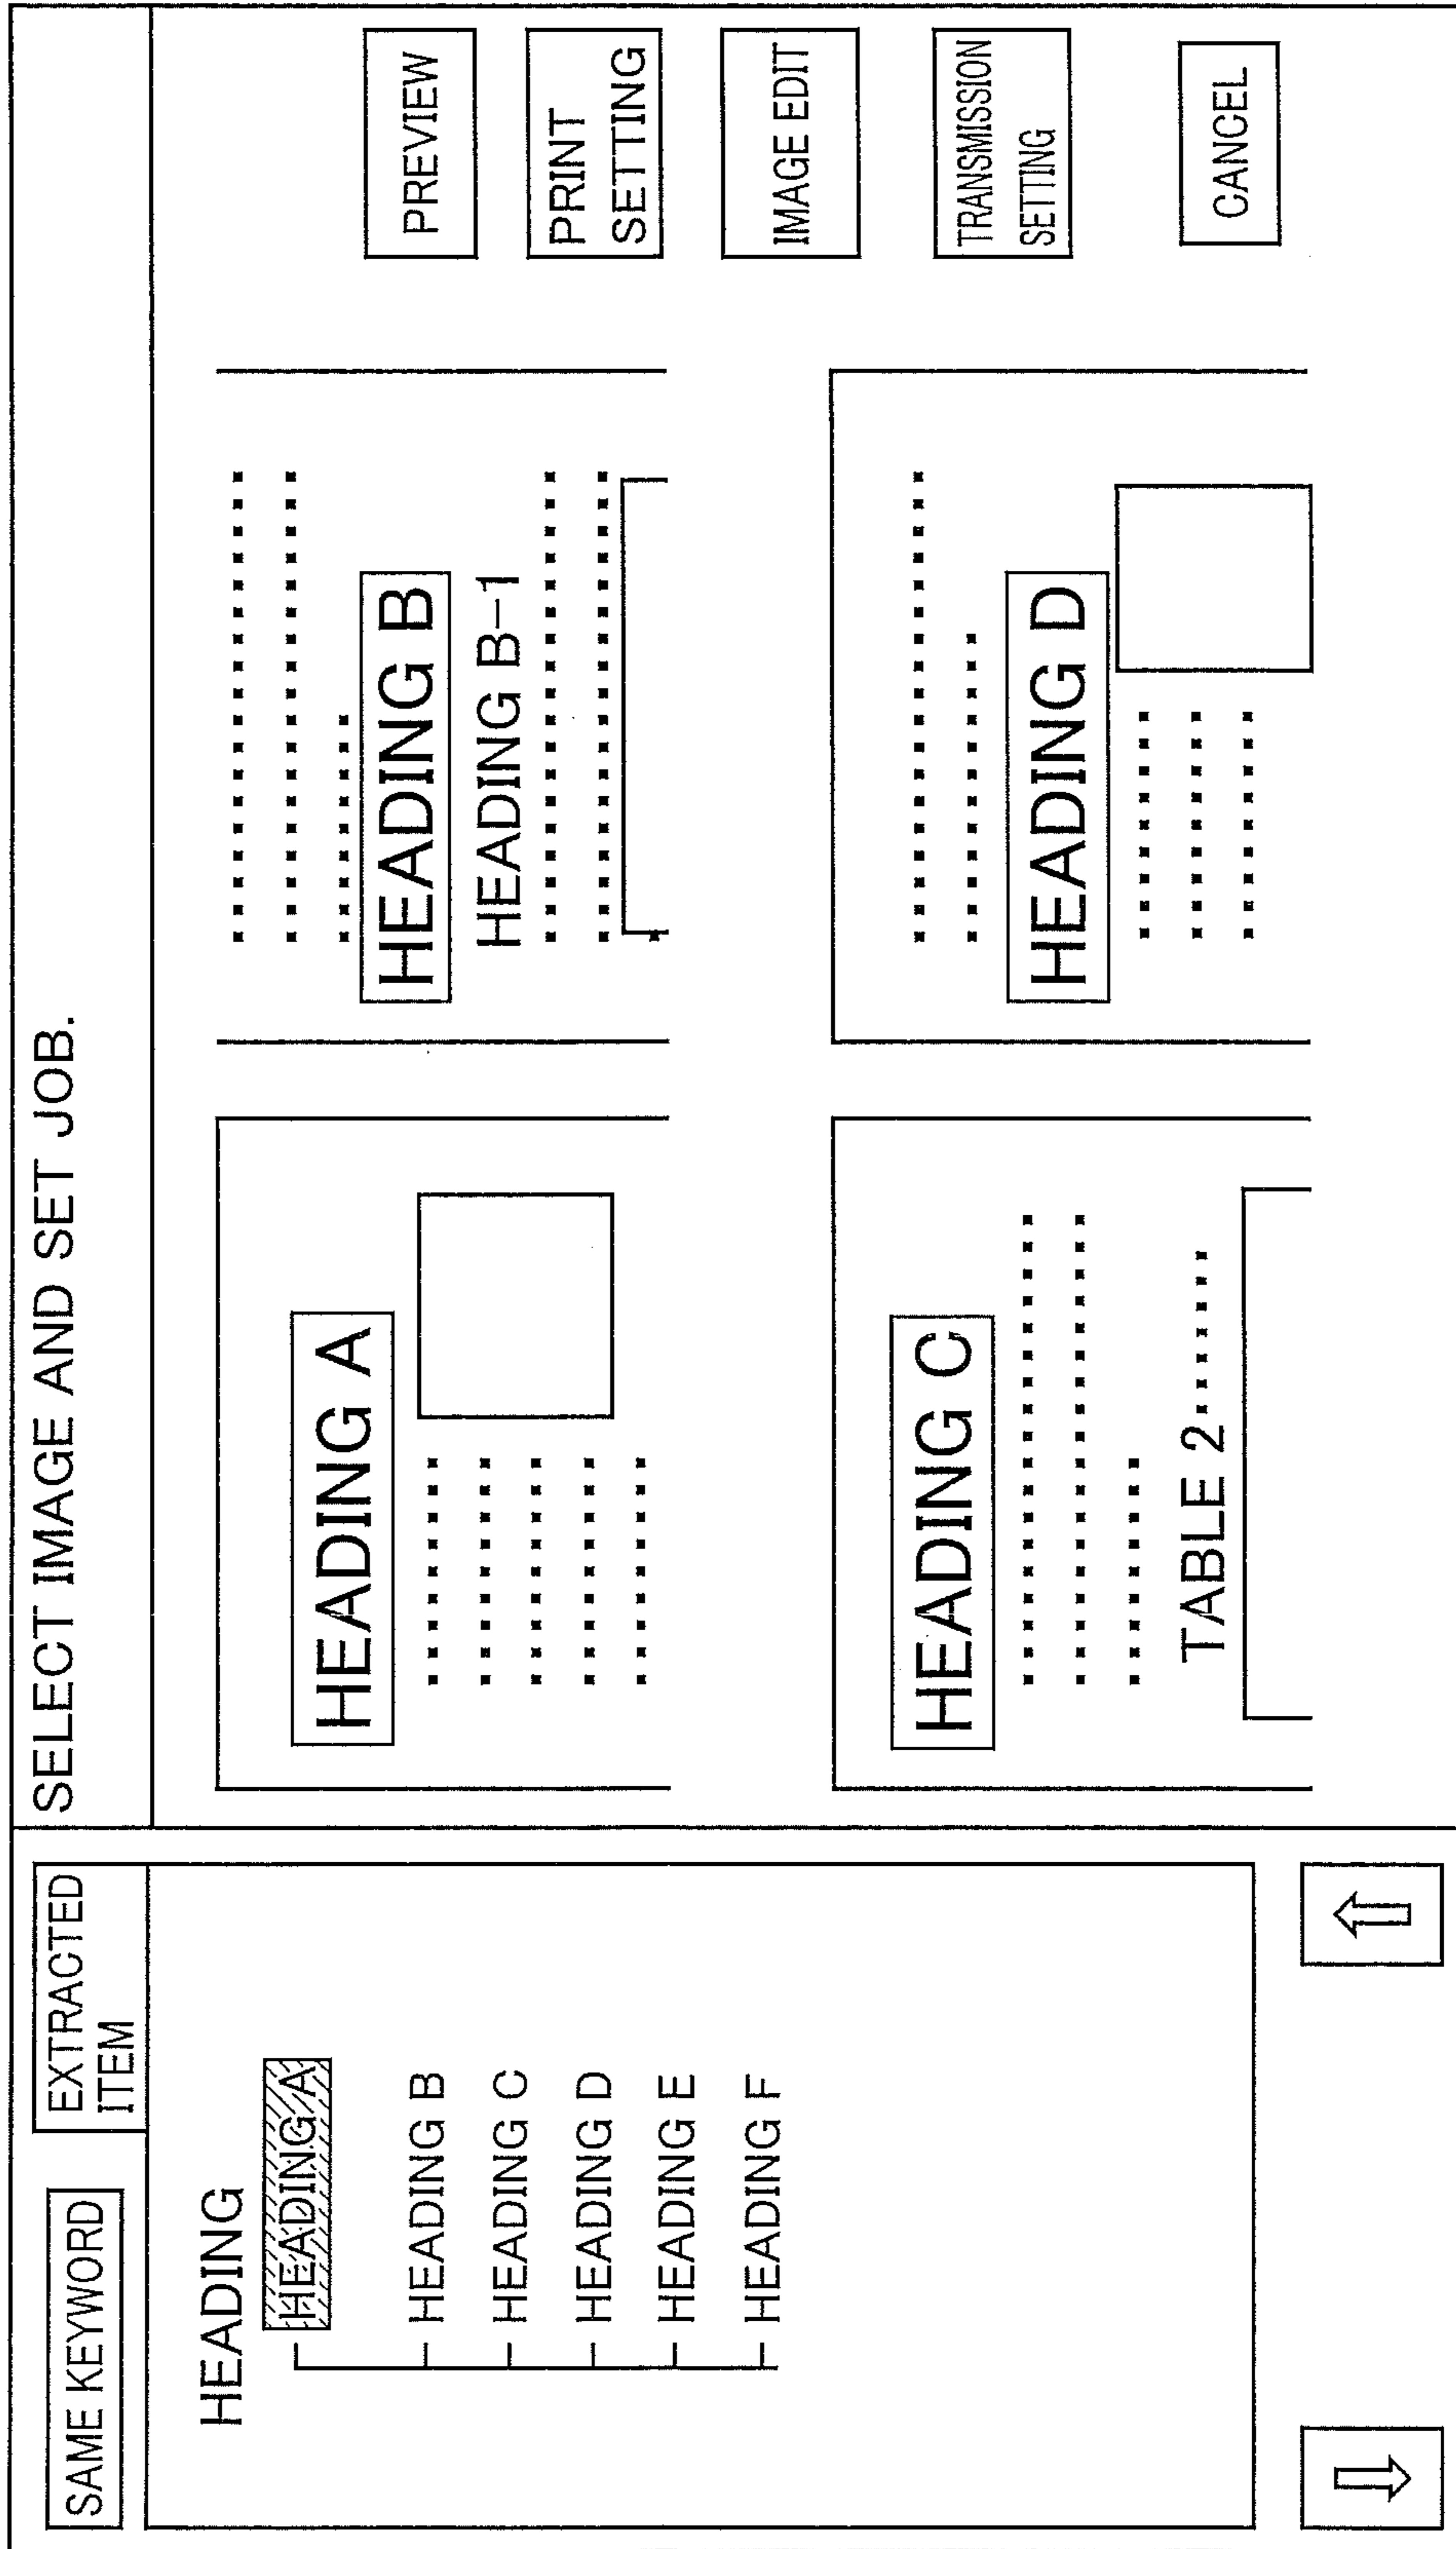 SELECT IMAGE AND SET JOB.
SAME KEYWORD
EXTRACTED
ITEM
HEADING
HEADING A
HEADING B
HEADING C
HEADING D
HEADING E
HEADING F
HEADING A
HEADING B
HEADING B-1
HEADING C
TABLE 2
HEADING D
PREVIEW
PRINT
SETTING
IMAGE EDIT
TRANSMISSION
SETTING
CANCEL